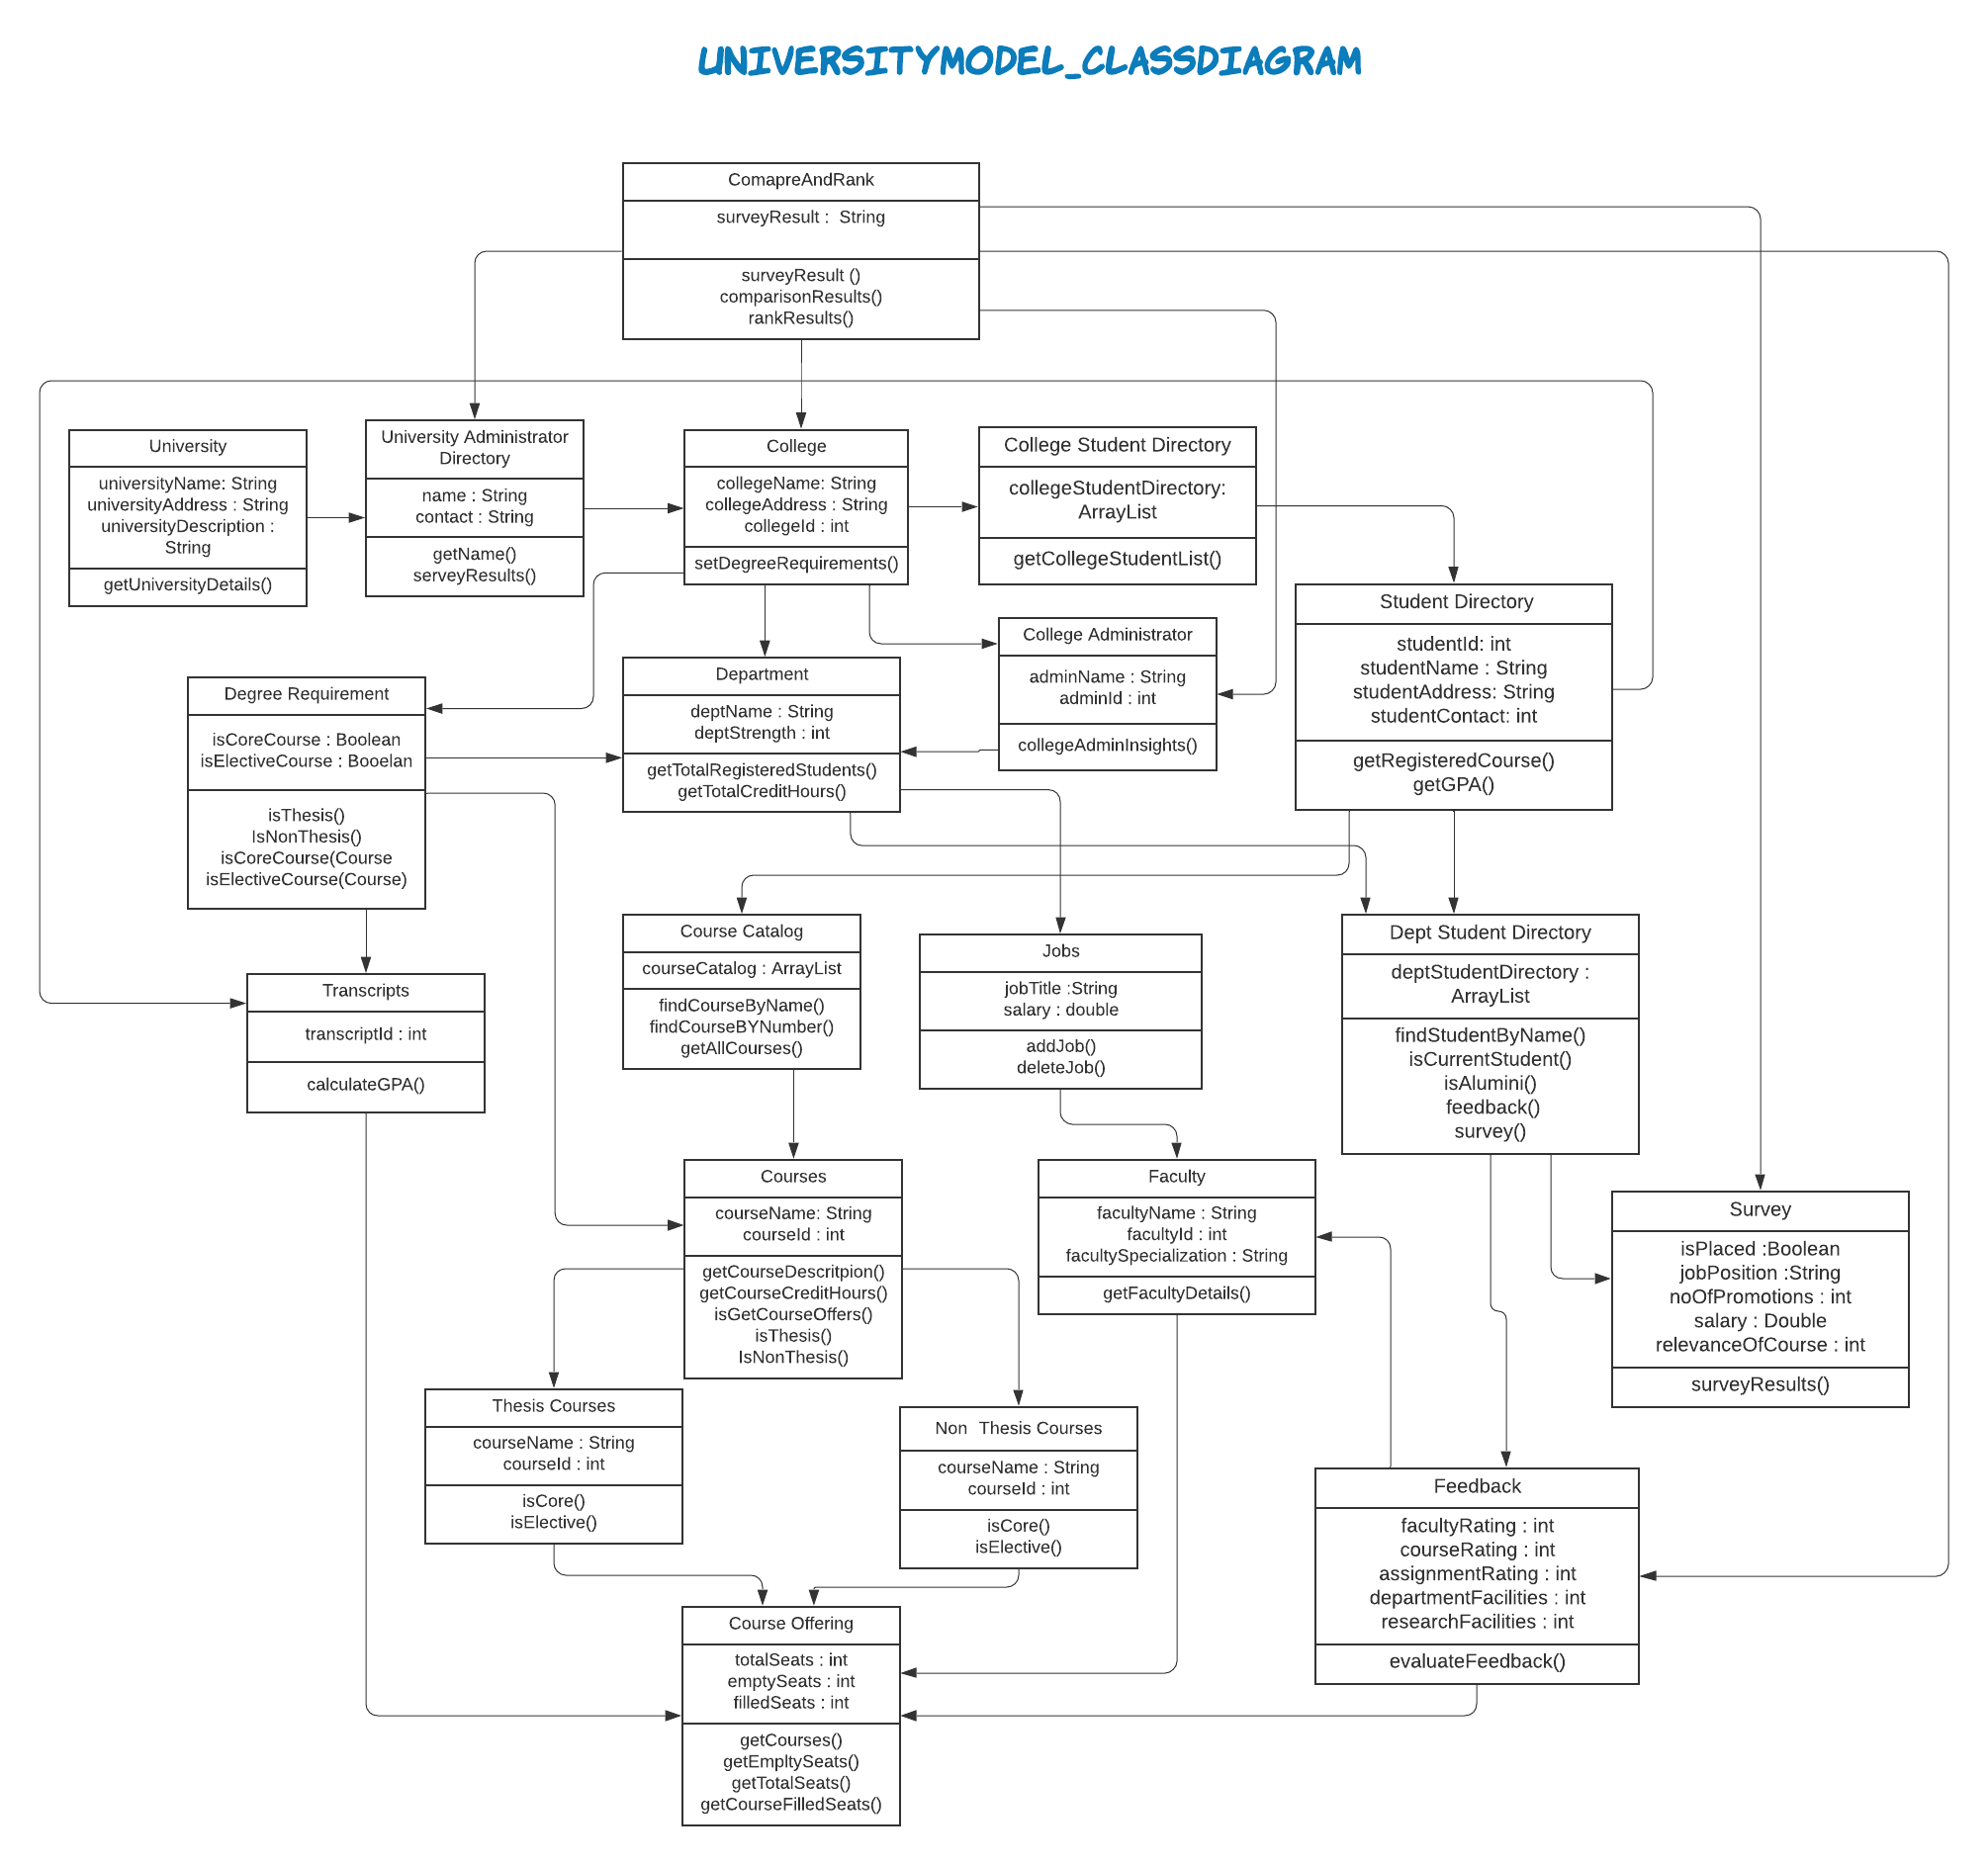 UNIVERSITYMODEL_CLASSDIAGRAM
ComapreAndRank
surveyResult :  String
surveyResult ()
comparisonResults()
rankResults()
University
universityName: String
universityAddress : String
universityDescription :
String
getUniversityDetails()
University Administrator
Directory
name : String
contact : String
getName()
serveyResults()
College
collegeName: String
collegeAddress : String
collegeId : int
setDegreeRequirements()
College Student Directory
collegeStudentDirectory:
ArrayList
getCollegeStudentList()
Student Directory
studentId: int
studentName : String
studentAddress: String
studentContact: int
getRegisteredCourse()
getGPA()
College Administrator
adminName : String
adminId : int
collegeAdminInsights()
Department
deptName : String
deptStrength : int
getTotalRegisteredStudents()
getTotalCreditHours()
Degree Requirement
isCoreCourse : Boolean
isElectiveCourse : Booelan
isThesis()
IsNonThesis()
isCoreCourse(Course
isElectiveCourse(Course)
Course Catalog
courseCatalog : ArrayList
findCourseByName()
findCourseBYNumber()
getAllCourses()
Jobs
jobTitle :String
salary : double
addJob()
deleteJob()
Dept Student Directory
deptStudentDirectory :
ArrayList
findStudentByName()
isCurrentStudent()
isAlumini()
feedback()
survey()
Transcripts
transcriptId : int
calculateGPA()
Courses
courseName: String
courseId : int
getCourseDescritpion()
getCourseCreditHours()
isGetCourseOffers()
isThesis()
IsNonThesis()
Faculty
facultyName : String
facultyId : int
facultySpecialization : String
getFacultyDetails()
Survey
isPlaced :Boolean
jobPosition :String
noOfPromotions : int
salary : Double
relevanceOfCourse : int
surveyResults()
Thesis Courses
courseName : String
courseId : int
isCore()
isElective()
Non  Thesis Courses
courseName : String
courseId : int
isCore()
isElective()
Feedback
facultyRating : int
courseRating : int
assignmentRating : int
departmentFacilities : int
researchFacilities : int
evaluateFeedback()
Course Offering
totalSeats : int
emptySeats : int
filledSeats : int
getCourses()
getEmpltySeats()
getTotalSeats()
getCourseFilledSeats()